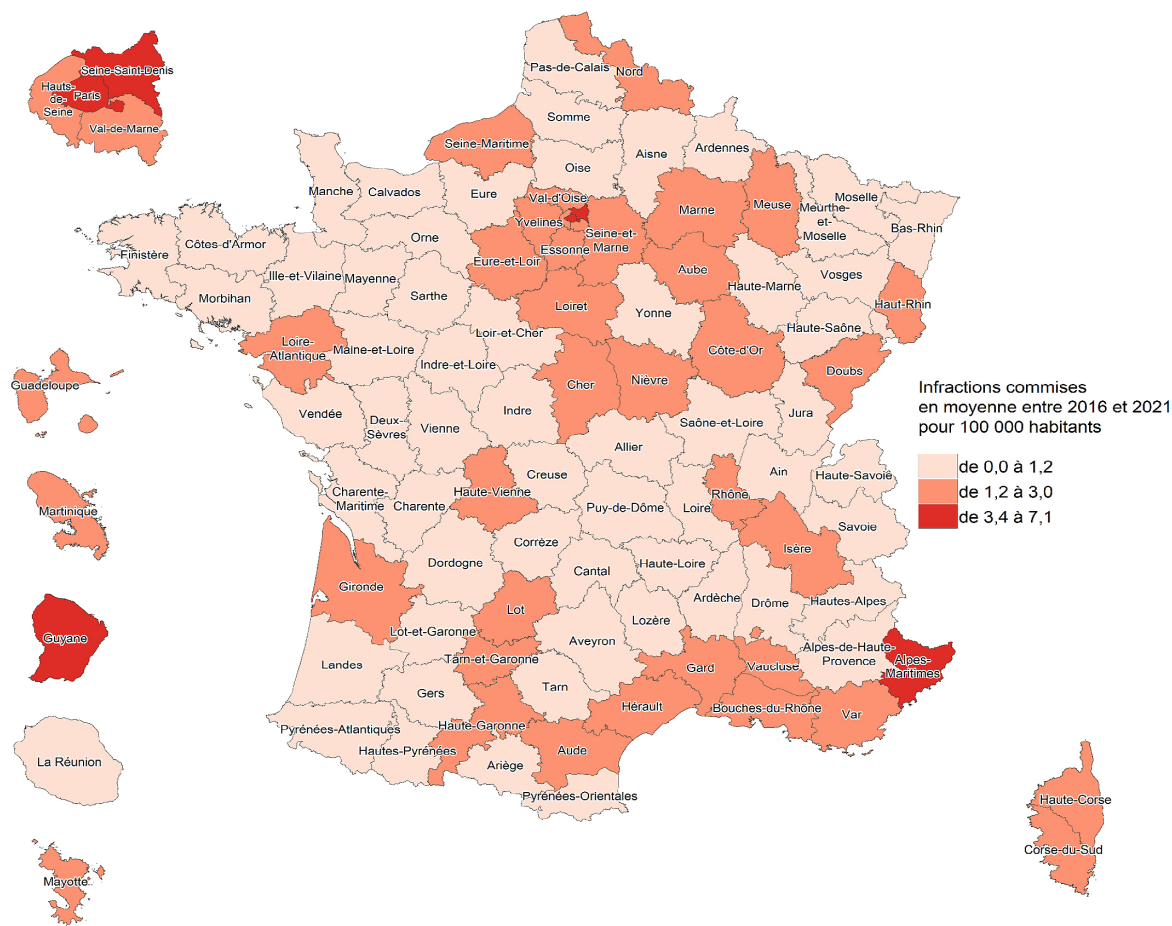 Seine-Saint-Denis
Hauts-
de-
Seine
Paris
Val-de-Marne
Pas-de-Calais
Nord
Somme
Seine-Maritime
Oise
Aisne
Ardennes
Manche
Calvados
Eure
Val-d'Oise
Yvelines
Essonne
Seine-et-
Marne
Marne
Meuse
Moselle
Meurthe-
et-
Moselle
Bas-Rhin
Finistère
Côtes-d'Armor
Morbihan
Ille-et-Vilaine
Mayenne
Orne
Sarthe
Eure-et-Loir
Loiret
Aube
Haute-Marne
Vosges
Haut-Rhin
Yonne
Haute-Saône
Loir-et-Cher
Loire-
Atlantique
Maine-et-Loire
Indre-et-Loire
Cher
Nièvre
Côte-d'Or
Doubs
Jura
Vendée
Deux-
Sèvres
Vienne
Indre
Allier
Saône-et-Loire
Charente-
Maritime
Charente
Haute-Vienne
Creuse
Puy-de-Dôme
Loire
Rhône
Ain
Haute-Savoie
Savoie
Isère
Gironde
Dordogne
Corrèze
Cantal
Haute-Loire
Ardèche
Drôme
Hautes-Alpes
Lot
Lot-et-Garonne
Tarn-et-Garonne
Aveyron
Lozère
Landes
Gers
Tarn
Gard
Vaucluse
Alpes-de-Haute-
Provence
Alpes-
Maritimes
Pyrénées-Atlantiques
Hautes-Pyrénées
Haute-Garonne
Hérault
Bouches-du-Rhône
Var
Ariège
Aude
Pyrénées-Orientales
Haute-Corse
Corse-du-Sud
Guadeloupe
Martinique
Guyane
La Réunion
Mayotte
Infractions commises
en moyenne entre 2016 et 2021
pour 100 000 habitants
de 0,0 à 1,2
de 1,2 à 3,0
de 3,4 à 7,1